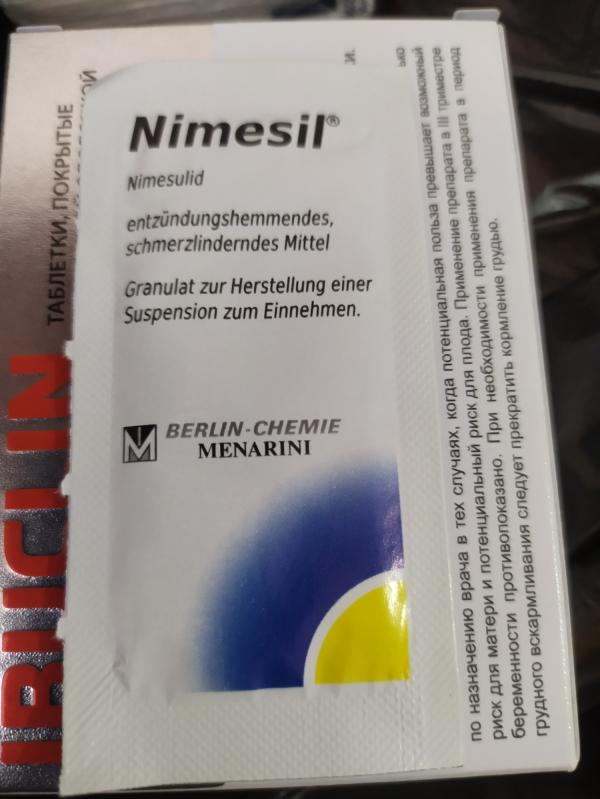 Nimesil®
Nimesulid
entzündungshemmendes,
schmerzlinderndes Mittel
Granulat zur Herstellung einer
Suspension zum Einnehmen.
BERLIN-CHEMIE
MENARINI
ТАБЛЕТКИ, ПОКРЫТЫЕ
по назначению врача в тех случаях, когда потенциальная польза превышает возможный
риск для матери и потенциальный риск для плода. Применение препарата в III триместре
беременности противопоказано. При необходимости применения препарата в период
грудного вскармливания следует прекратить кормление грудью.